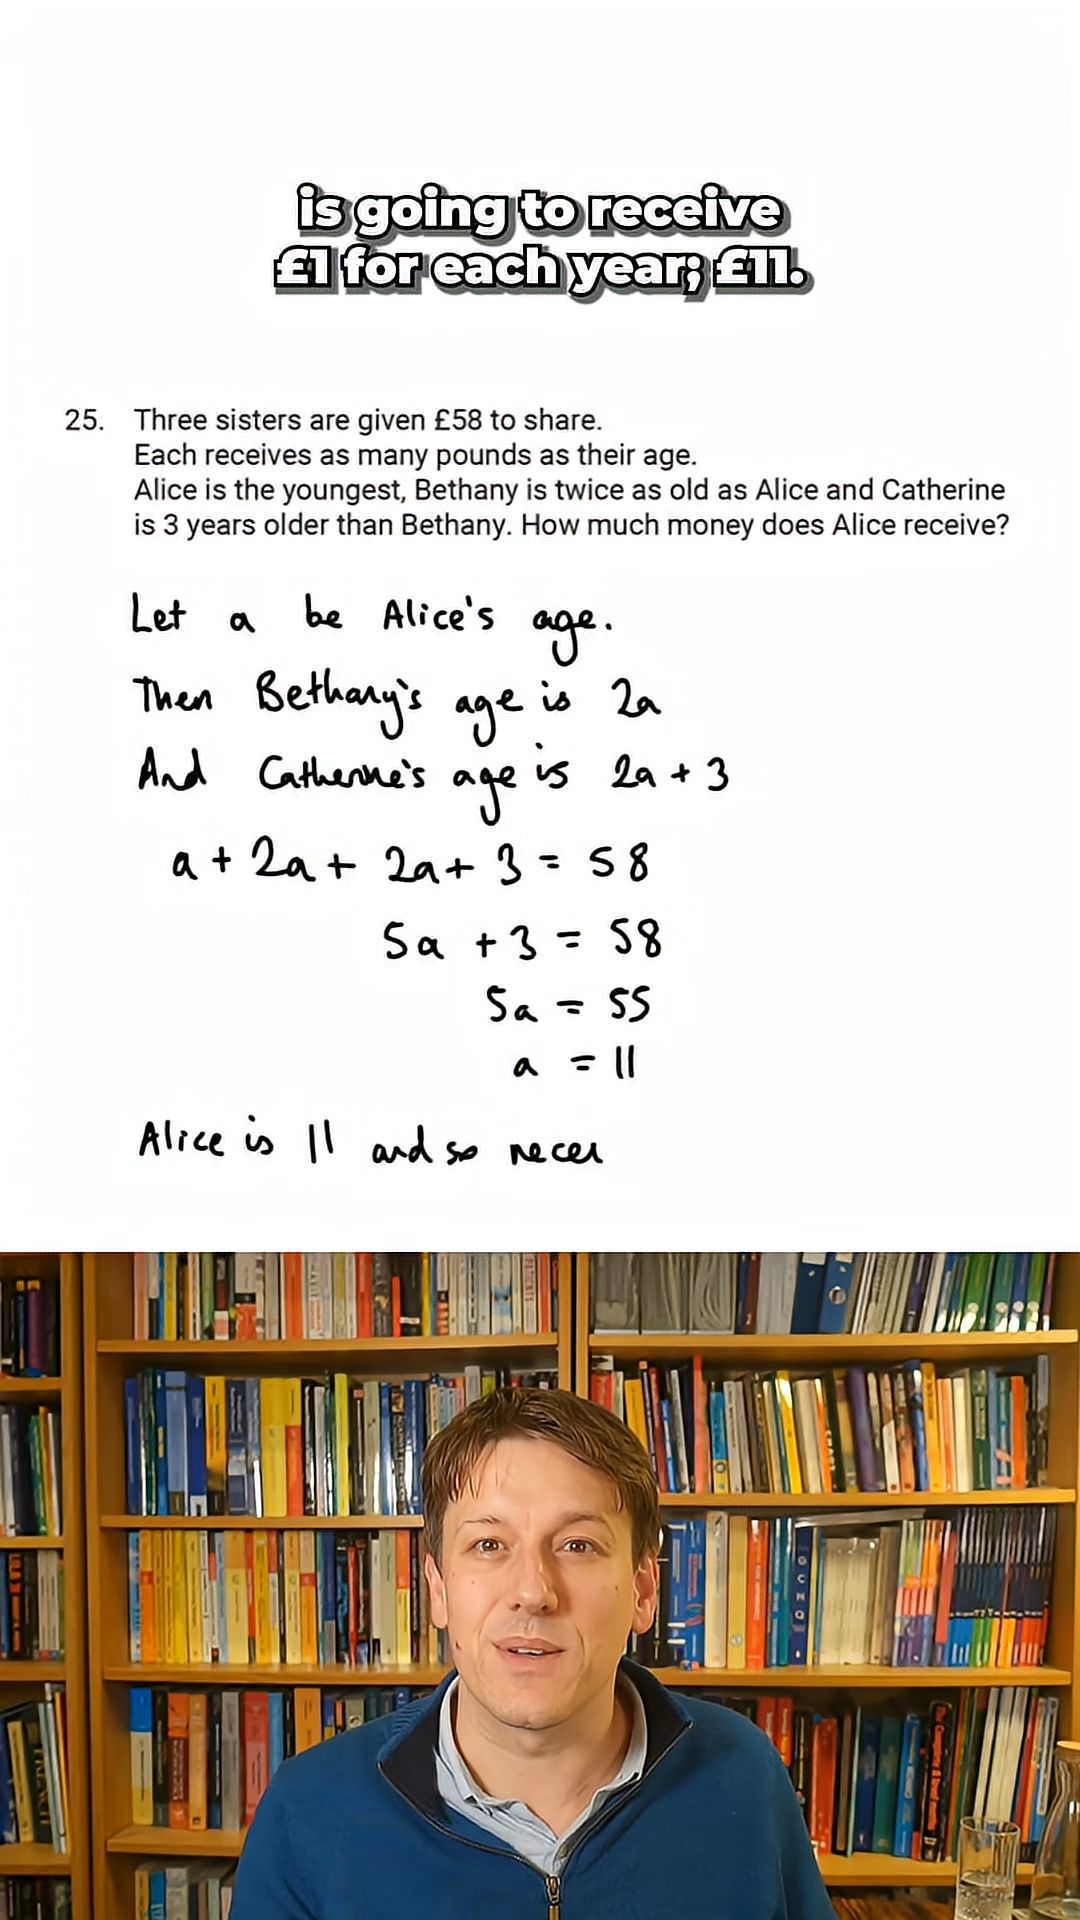 is going to receive
£1 for each year; £11.
25. Three sisters are given £58 to share.
Each receives as many pounds as their age.
Alice is the youngest, Bethany is twice as old as Alice and Catherine
is 3 years older than Bethany. How much money does Alice receive?
Let a be Alice's age.
Then Bethany's age is 2a
And Catherine's age is 2a + 3
a + 2a + 2a + 3 = 58
5a + 3 = 58
5a = 55
a = 11
Alice is 11 and so recei